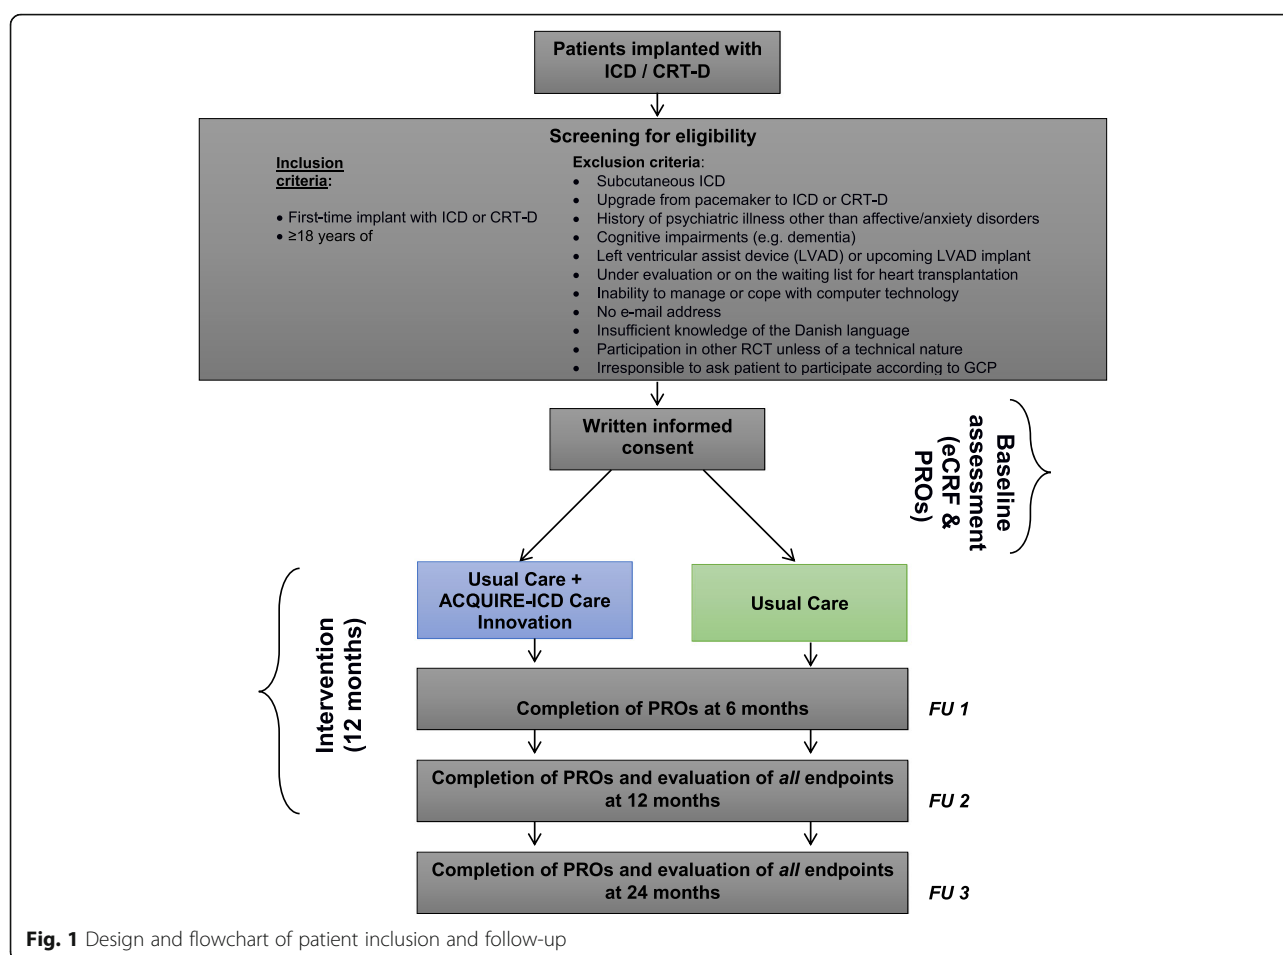 Patients implanted with
ICD / CRT-D
Screening for eligibility
Inclusion
criteria:
• First-time implant with ICD or CRT-D
• ≥18 years of
Exclusion criteria:
• Subcutaneous ICD
• Upgrade from pacemaker to ICD or CRT-D
• History of psychiatric illness other than affective/anxiety disorders
• Cognitive impairments (e.g. dementia)
• Left ventricular assist device (LVAD) or upcoming LVAD implant
• Under evaluation or on the waiting list for heart transplantation
• Inability to manage or cope with computer technology
• No e-mail address
• Insufficient knowledge of the Danish language
• Participation in other RCT unless of a technical nature
• Irresponsible to ask patient to participate according to GCP
Written informed
consent
Baseline
assessment
(eCRF &
PROs)
Usual Care +
ACQUIRE-ICD Care
Innovation
Usual Care
Intervention
(12 months)
Completion of PROs at 6 months
FU 1
Completion of PROs and evaluation of all endpoints
at 12 months
FU 2
Completion of PROs and evaluation of all endpoints
at 24 months
FU 3
Fig. 1 Design and flowchart of patient inclusion and follow-up